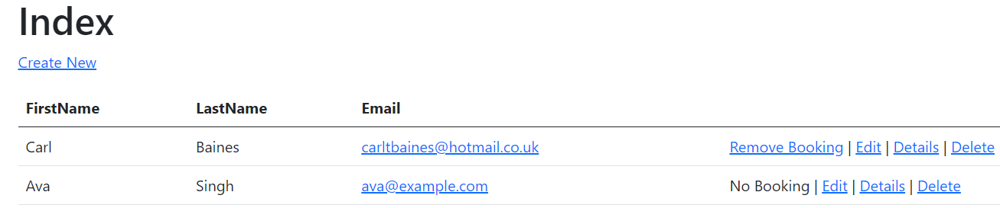 Index
Create New
FirstName LastName Email
Carl Baines carltbaines@hotmail.co.uk Remove Booking | Edit | Details | Delete
Ava Singh ava@example.com No Booking | Edit | Details | Delete